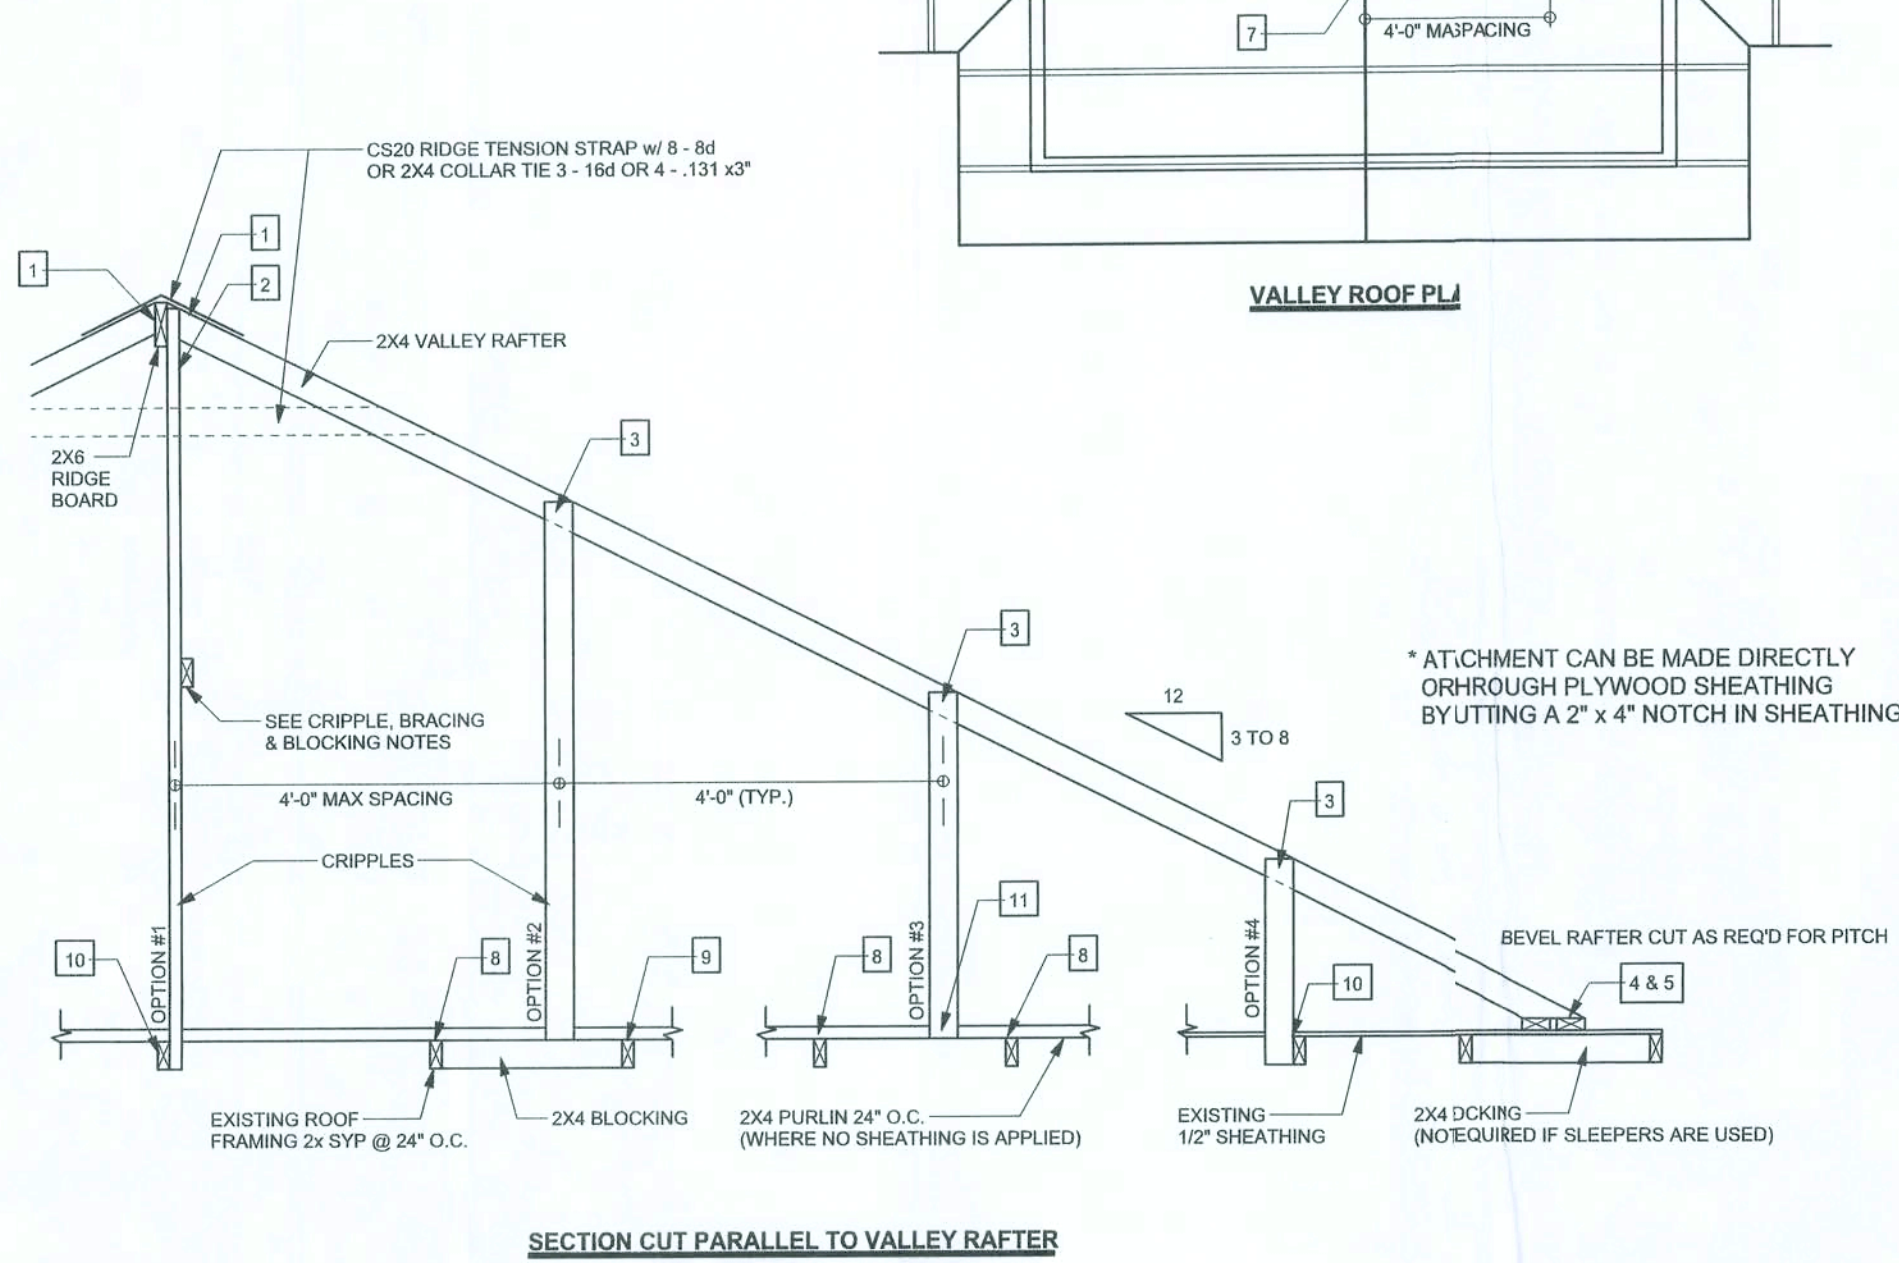 7
4'-0" MASPACING
CS20 RIDGE TENSION STRAP w/ 8 - 8d
OR 2X4 COLLAR TIE 3 - 16d OR 4 - .131 x3"
1
1
2
VALLEY ROOF PLA
2X4 VALLEY RAFTER
3
2X6
RIDGE
BOARD
3
* ATCHMENT CAN BE MADE DIRECTLY
ORHROUGH PLYWOOD SHEATHING
BYUTTING A 2" x 4" NOTCH IN SHEATHING
12
3 TO 8
SEE CRIPPLE, BRACING
& BLOCKING NOTES
4'-0" MAX SPACING
4'-0" (TYP.)
3
CRIPPLES
11
OPTION #1
OPTION #2
OPTION #3
OPTION #4
BEVEL RAFTER CUT AS REQ'D FOR PITCH
10
8
9
8
8
10
4 & 5
EXISTING ROOF
FRAMING 2x SYP @ 24" O.C.
2X4 BLOCKING
2X4 PURLIN 24" O.C.
(WHERE NO SHEATHING IS APPLIED)
EXISTING
1/2" SHEATHING
2X4 OCKING
(NOTEQUIRED IF SLEEPERS ARE USED)
SECTION CUT PARALLEL TO VALLEY RAFTER